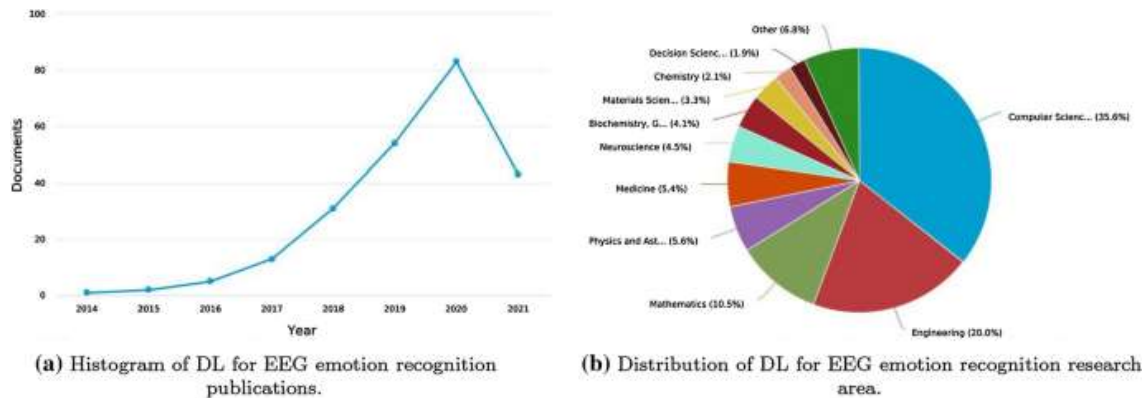 100
80
60
40
20
0
Documents
2014 2015 2016 2017 2018 2019 2020 2021
Year
(a) Histogram of DL for EEG emotion recognition
publications.
Other (6.8%)
Decision Scienc... (1.9%)
Chemistry (2.1%)
Materials Scien... (3.3%)
Biochemistry, G... (4.1%)
Neuroscience (4.5%)
Medicine (5.4%)
Physics and Ast... (5.6%)
Mathematics (10.5%)
Engineering (20.0%)
Computer Scienc... (35.6%)
(b) Distribution of DL for EEG emotion recognition research
area.